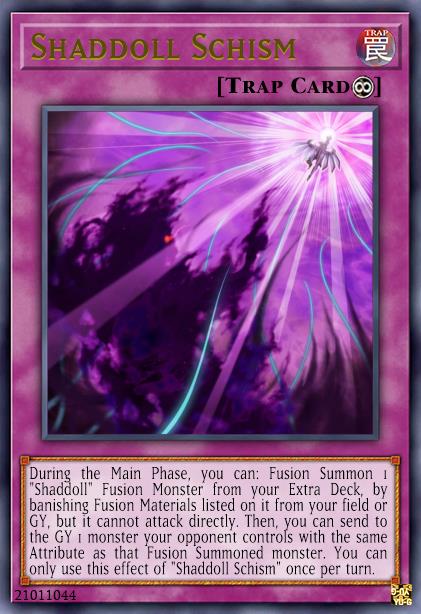 Shaddoll Schism
TRAP
罠
[Trap Card]
During the Main Phase, you can: Fusion Summon 1
"Shaddoll" Fusion Monster from your Extra Deck, by
banishing Fusion Materials listed on it from your field or
GY, but it cannot attack directly. Then, you can send to
the GY 1 monster your opponent controls with the same
Attribute as that Fusion Summoned monster. You can
only use this effect of "Shaddoll Schism" once per turn.
21011044